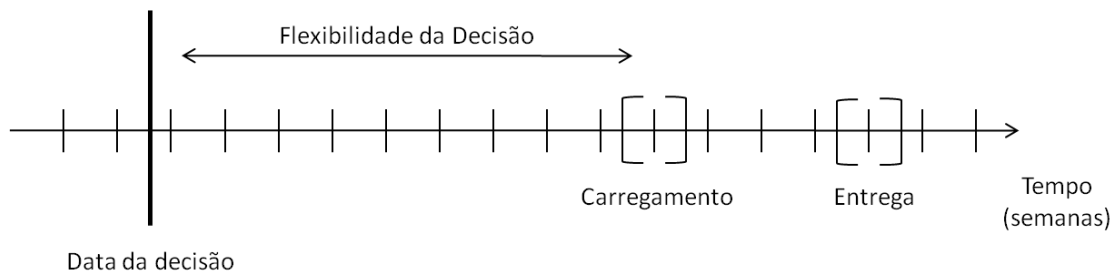 Flexibilidade da Decisão
Carregamento
Entrega
Tempo
(semanas)
Data da decisão